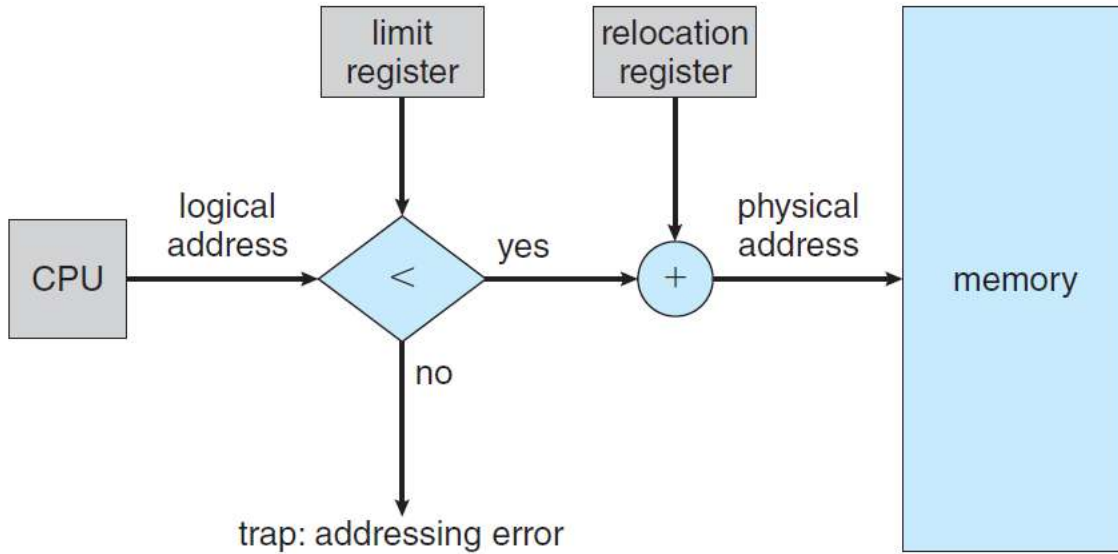 limit
register
relocation
register
logical
address
physical
address
CPU
<
yes
+
memory
no
trap: addressing error